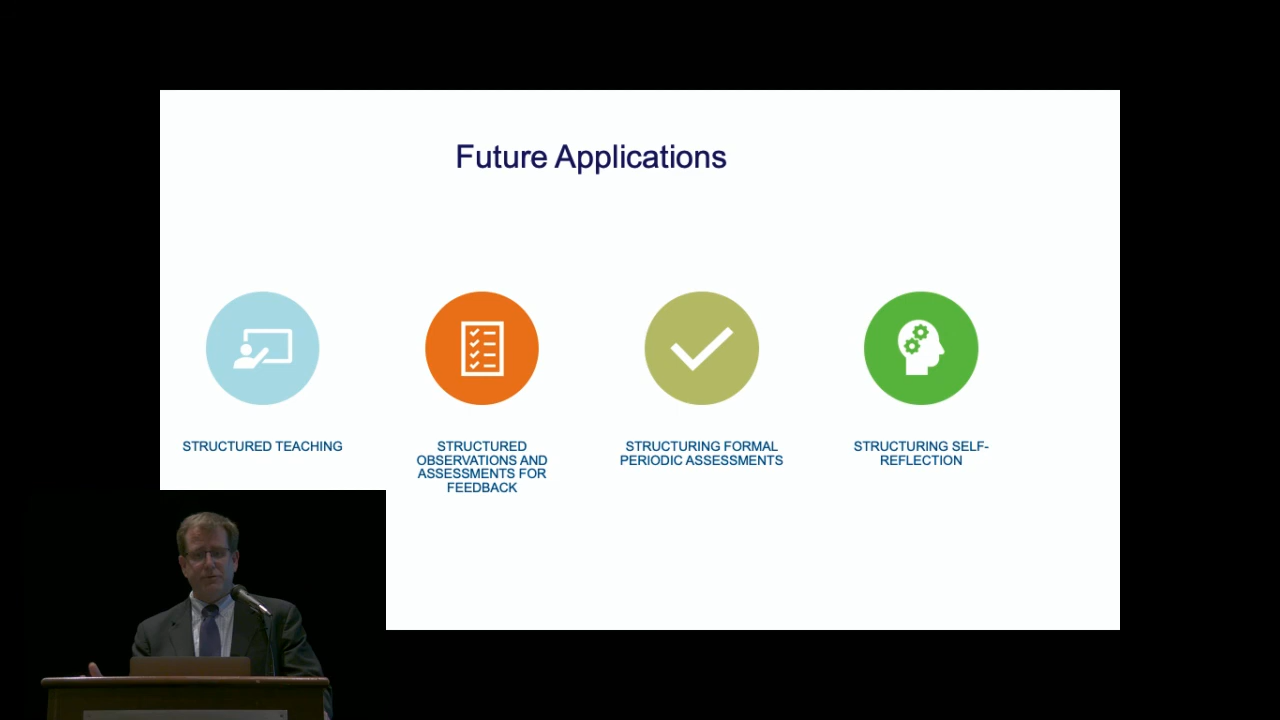 Future Applications
STRUCTURED TEACHING
STRUCTURED
OBSERVATIONS AND
ASSESSMENTS FOR
FEEDBACK
STRUCTURING FORMAL
PERIODIC ASSESSMENTS
STRUCTURING SELF-
REFLECTION